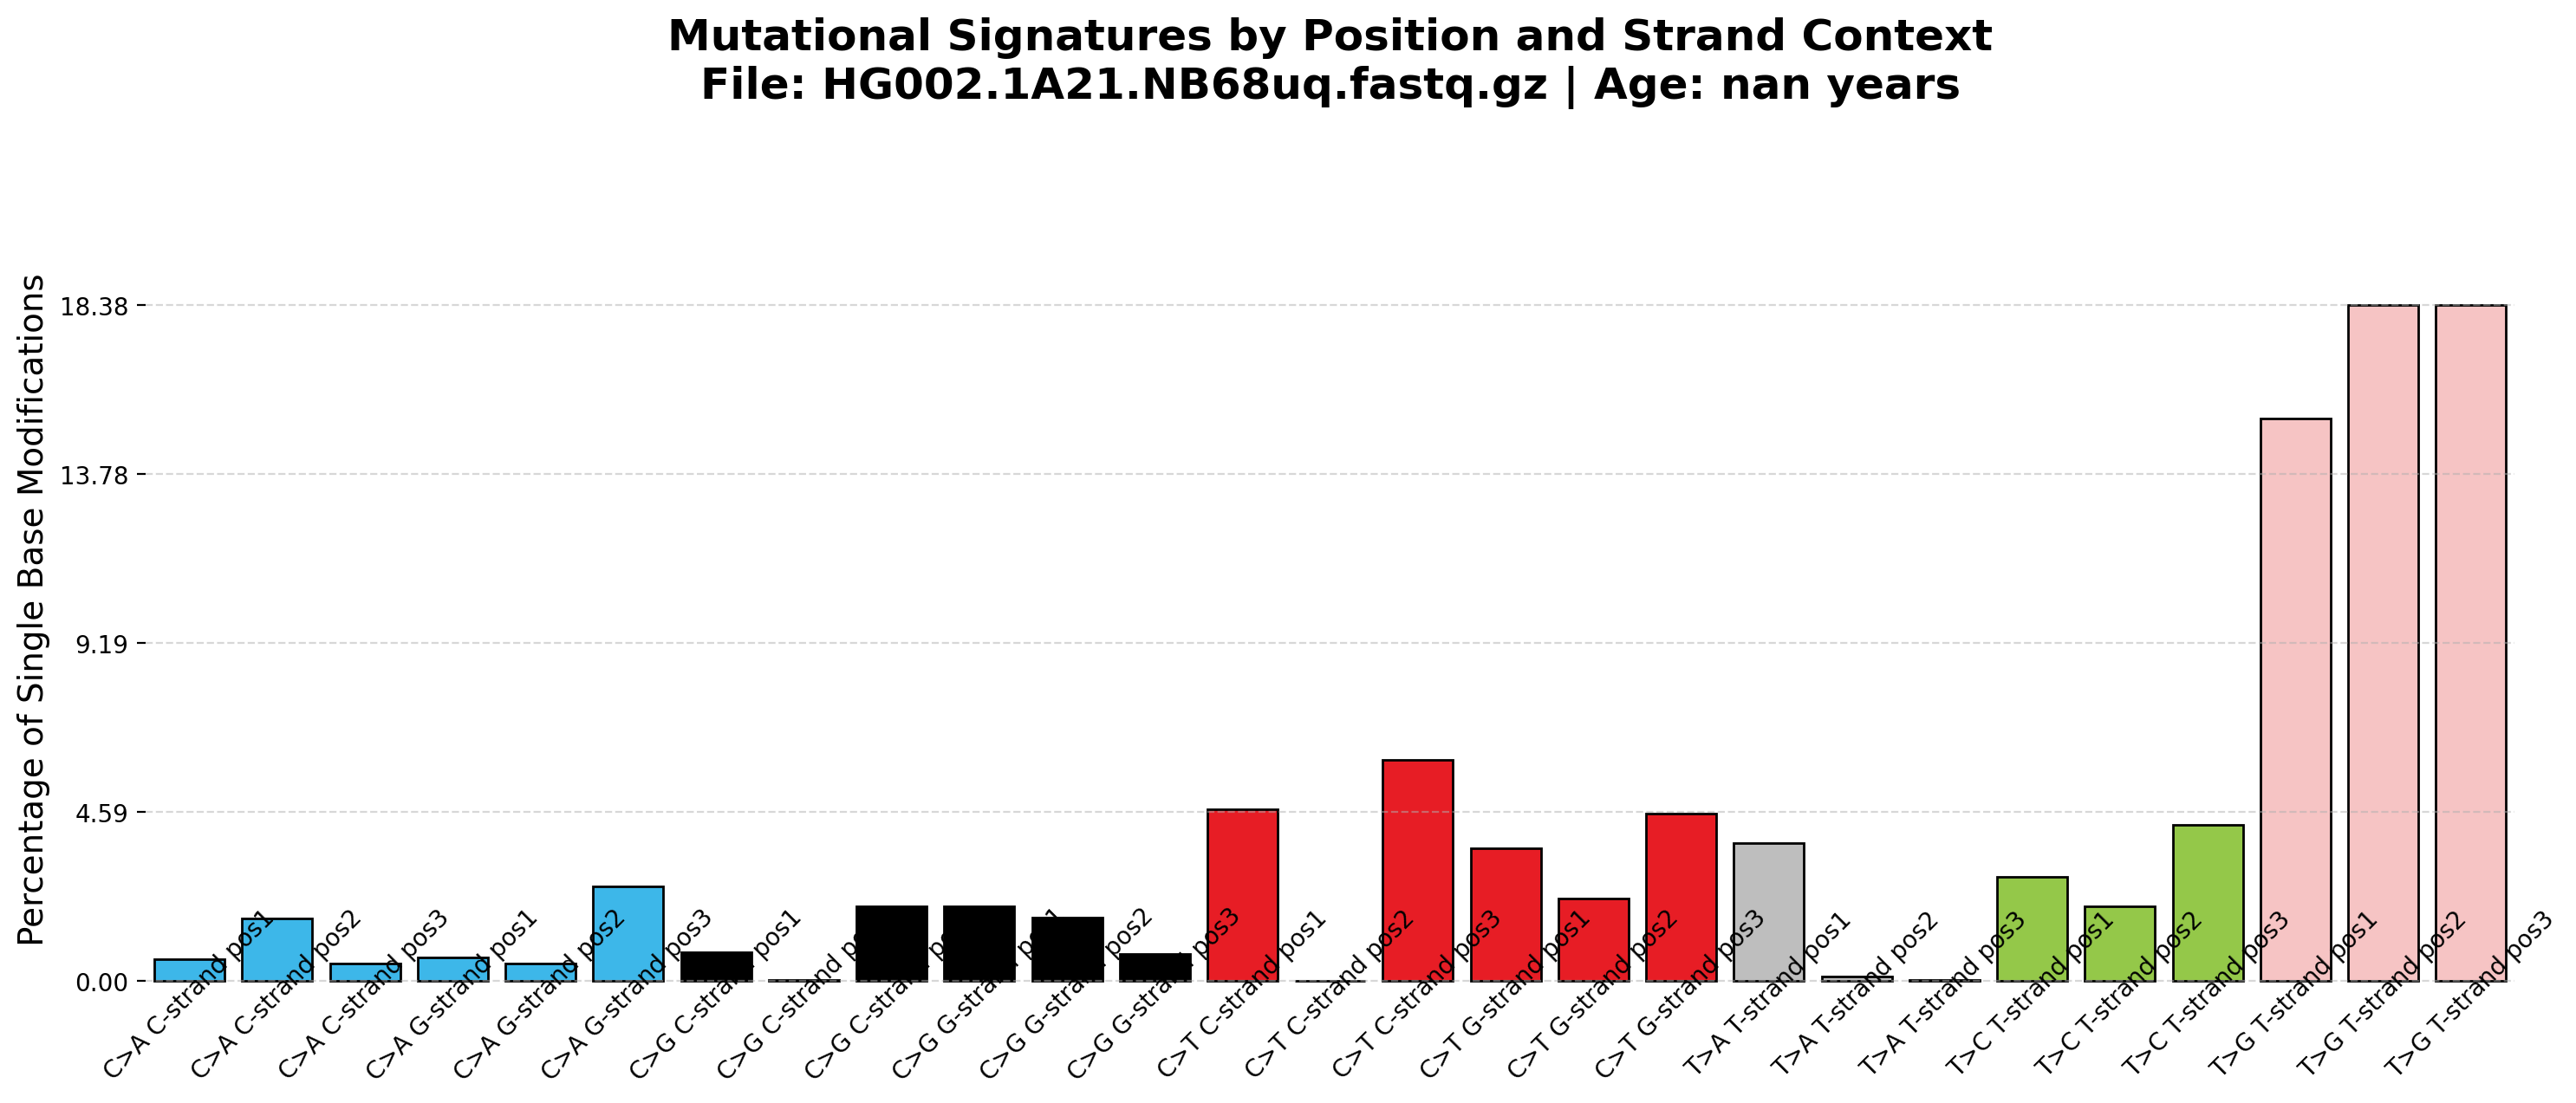 Mutational Signatures by Position and Strand Context
File: HG002.1A21.NB68uq.fastq.gz | Age: nan years
Percentage of Single Base Modifications
18.38
13.78
9.19
4.59
0.00
C>A C-strand pos1
C>A C-strand pos2
C>A C-strand pos3
C>A G-strand pos1
C>A G-strand pos2
C>A G-strand pos3
C>G C-strand pos1
C>G C-strand pos2
C>G C-strand pos3
C>G G-strand pos1
C>G G-strand pos2
C>G G-strand pos3
C>T C-strand pos1
C>T C-strand pos2
C>T C-strand pos3
C>T G-strand pos1
C>T G-strand pos2
C>T G-strand pos3
T>A T-strand pos1
T>A T-strand pos2
T>A T-strand pos3
T>C T-strand pos1
T>C T-strand pos2
T>C T-strand pos3
T>G T-strand pos1
T>G T-strand pos2
T>G T-strand pos3